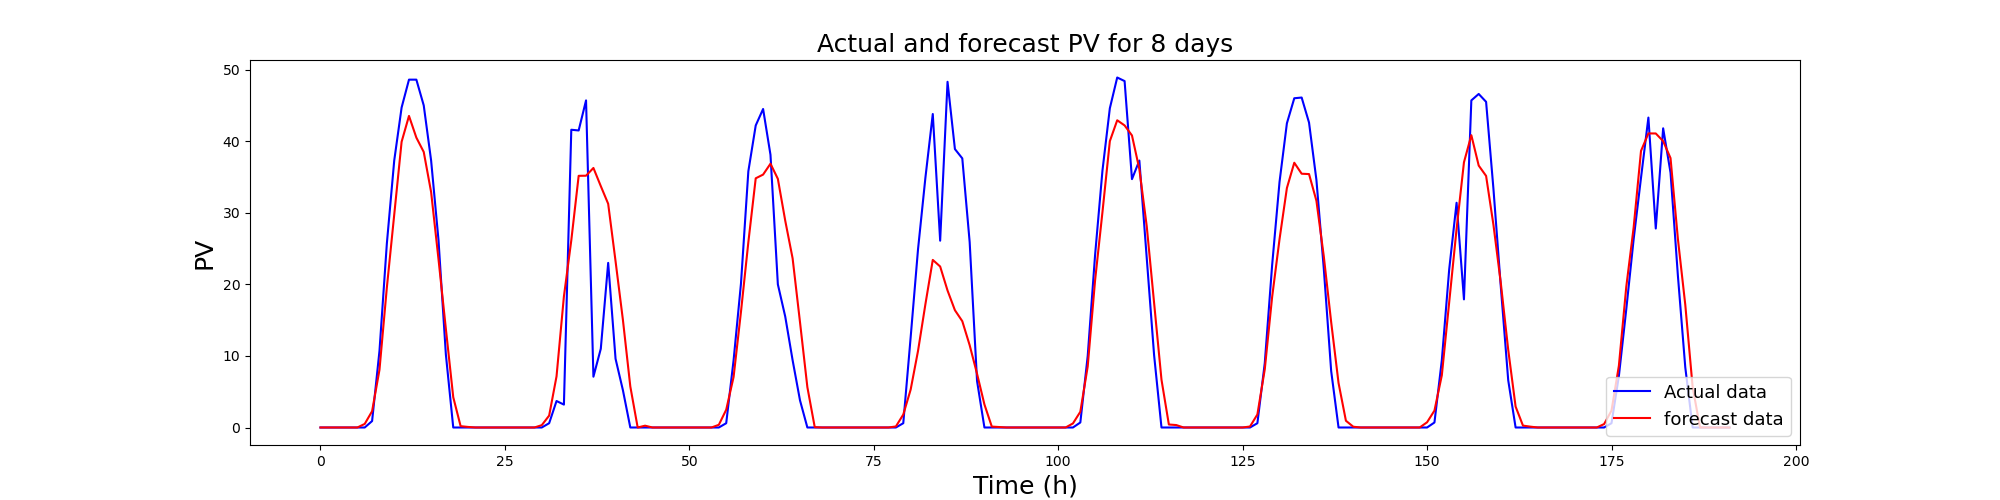 Actual and forecast PV for 8 days
50
40
30
20
10
0
PV
0 25 50 75 100 125 150 175 200
Time (h)
Actual data
forecast data